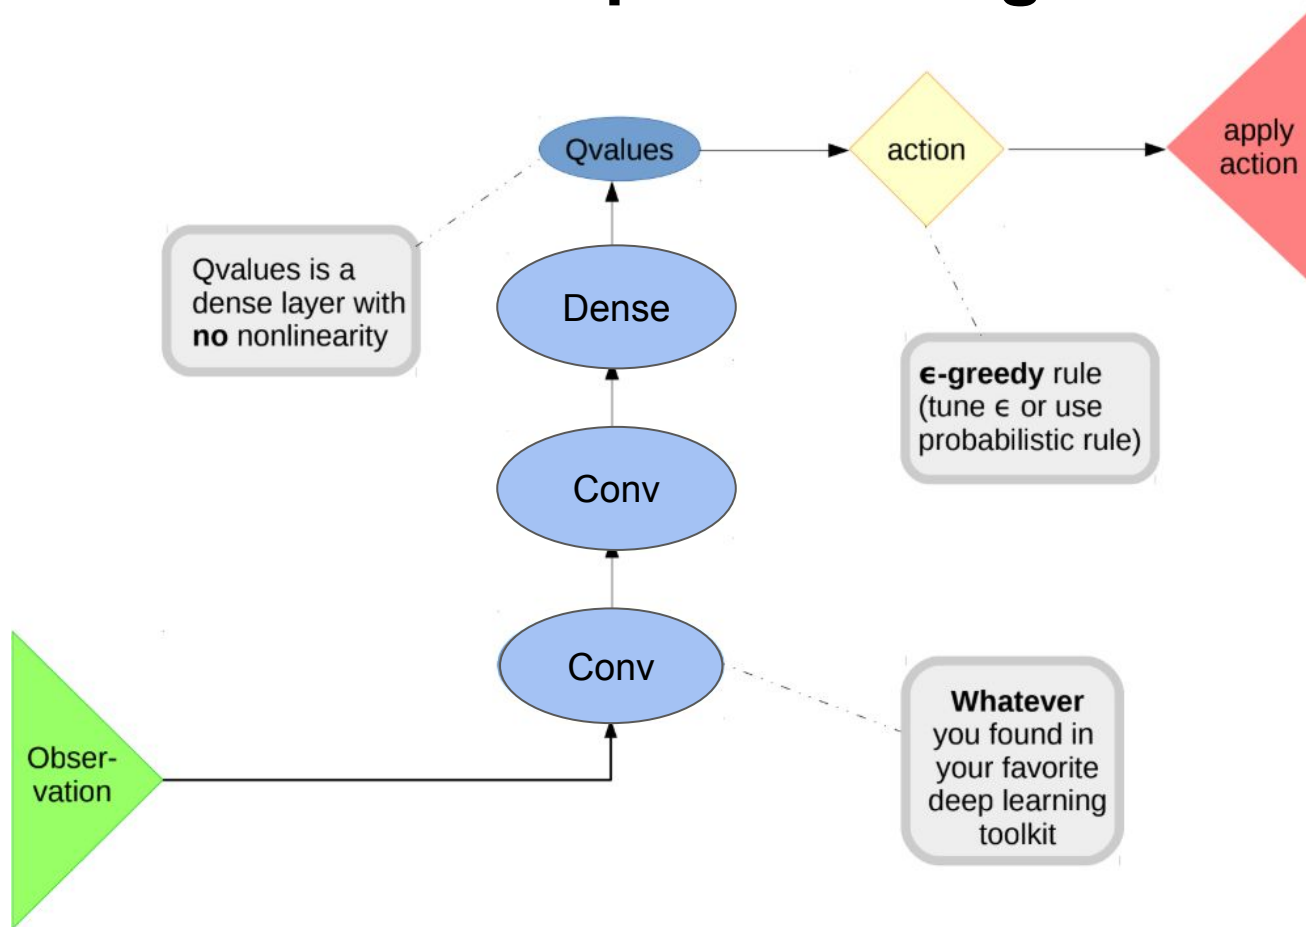 Qvalues
action
apply
action
Qvalues is a
dense layer with
no nonlinearity
Dense
ϵ-greedy rule
(tune ϵ or use
probabilistic rule)
Conv
Conv
Obser-
vation
Whatever
you found in
your favorite
deep learning
toolkit